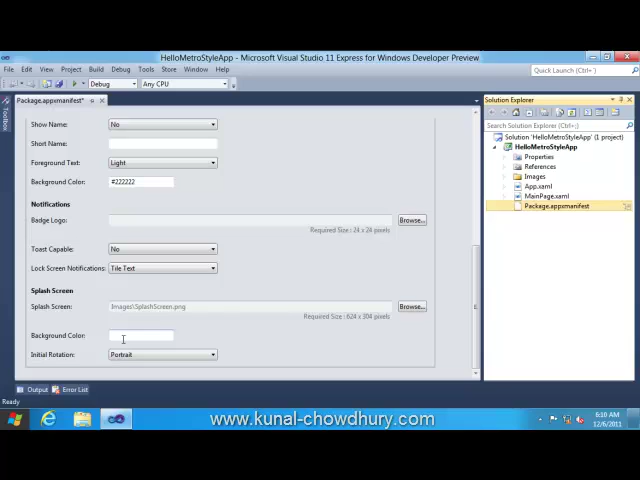 HelloMetroStyleApp - Microsoft Visual Studio 11 Express for Windows Developer Preview
File Edit View Project Build Debug Team Tools Test Window Help
Quick Launch (Ctrl+Q)
Debug Any CPU
Toolbox
Package.appxmanifest*
Show Name: No
Short Name:
Foreground Text: Light
Background Color: #222222
Notifications
Badge Logo: Browse...
Required Size : 24 x 24 pixels
Toast Capable: No
Lock Screen Notifications: Tile Text
Splash Screen
Splash Screen: Images\SplashScreen.png Browse...
Required Size : 624 x 304 pixels
Background Color:
Initial Rotation: Portrait
Solution Explorer
Search Solution Explorer (Ctrl+;)
Solution 'HelloMetroStyleApp' (1 project)
HelloMetroStyleApp
Properties
References
Images
App.xaml
MainPage.xaml
Package.appxmanifest
Output Error List
Ready
www.kunal-chowdhury.com
6:10 AM
12/6/2011